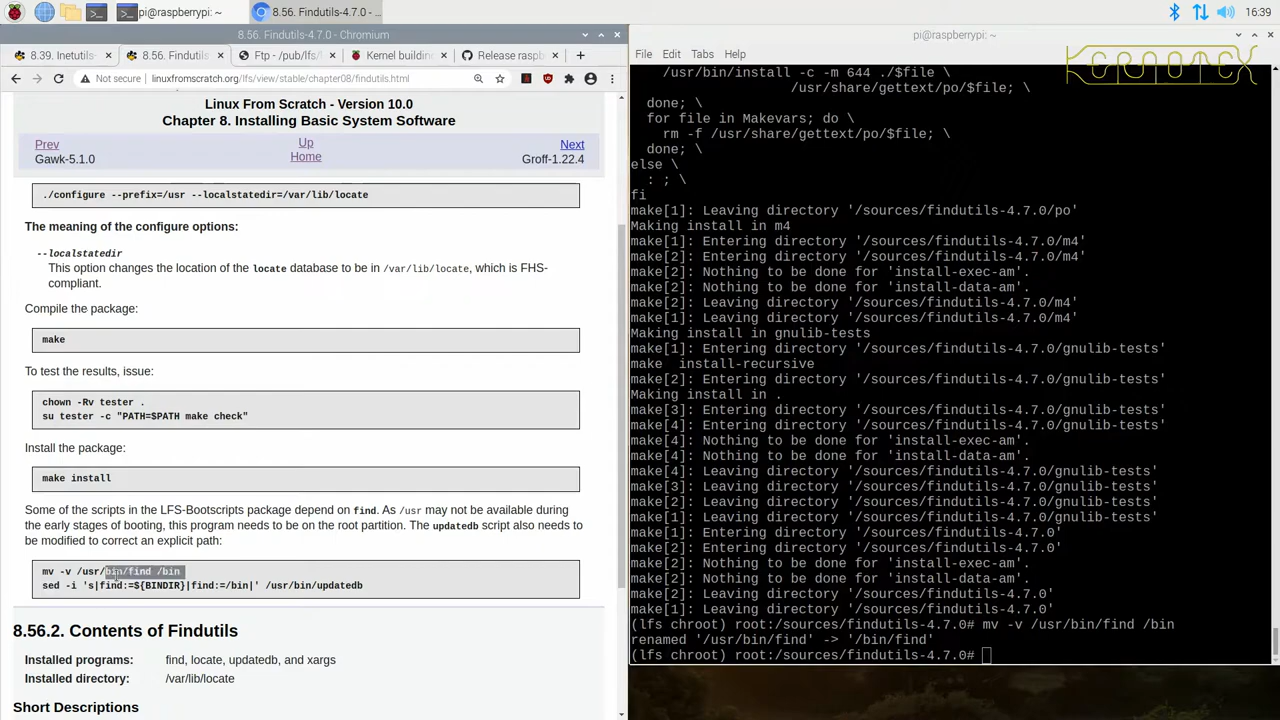 pi@raspberrypi: ~
8.56. Findutils-4.7.0 - ...
16:39
8.56. Findutils-4.7.0 - Chromium
8.39. Inetutils-
8.56. Findutils-
Ftp - /pub/lfs/
Kernel building
Release raspb
Not secure | linuxfromscratch.org/lfs/view/stable/chapter08/findutils.html
Linux From Scratch - Version 10.0
Chapter 8. Installing Basic System Software
Prev
Up
Next
Gawk-5.1.0
Home
Groff-1.22.4
./configure --prefix=/usr --localstatedir=/var/lib/locate
The meaning of the configure options:
--localstatedir
This option changes the location of the locate database to be in /var/lib/locate, which is FHS-
compliant.
Compile the package:
make
To test the results, issue:
chown -Rv tester .
su tester -c "PATH=$PATH make check"
Install the package:
make install
Some of the scripts in the LFS-Bootscripts package depend on find. As /usr may not be available during
the early stages of booting, this program needs to be on the root partition. The updatedb script also needs to
be modified to correct an explicit path:
mv -v /usr/bin/find /bin
sed -i 's|find:=${BINDIR}|find:=/bin|' /usr/bin/updatedb
8.56.2. Contents of Findutils
Installed programs: find, locate, updatedb, and xargs
Installed directory: /var/lib/locate
Short Descriptions
pi@raspberrypi: ~
File Edit Tabs Help
KERNOTEX
/usr/bin/install -c -m 644 ./$file \
/usr/share/gettext/po/$file; \
done; \
for file in Makevars; do \
rm -f /usr/share/gettext/po/$file; \
done; \
else \
: ; \
fi
make[1]: Leaving directory '/sources/findutils-4.7.0/po'
Making install in m4
make[1]: Entering directory '/sources/findutils-4.7.0/m4'
make[2]: Entering directory '/sources/findutils-4.7.0/m4'
make[2]: Nothing to be done for 'install-exec-am'.
make[2]: Nothing to be done for 'install-data-am'.
make[2]: Leaving directory '/sources/findutils-4.7.0/m4'
make[1]: Leaving directory '/sources/findutils-4.7.0/m4'
Making install in gnulib-tests
make[1]: Entering directory '/sources/findutils-4.7.0/gnulib-tests'
make  install-recursive
make[2]: Entering directory '/sources/findutils-4.7.0/gnulib-tests'
Making install in .
make[3]: Entering directory '/sources/findutils-4.7.0/gnulib-tests'
make[4]: Entering directory '/sources/findutils-4.7.0/gnulib-tests'
make[4]: Nothing to be done for 'install-exec-am'.
make[4]: Nothing to be done for 'install-data-am'.
make[4]: Leaving directory '/sources/findutils-4.7.0/gnulib-tests'
make[3]: Leaving directory '/sources/findutils-4.7.0/gnulib-tests'
make[2]: Leaving directory '/sources/findutils-4.7.0/gnulib-tests'
make[1]: Leaving directory '/sources/findutils-4.7.0/gnulib-tests'
make[1]: Entering directory '/sources/findutils-4.7.0'
make[2]: Entering directory '/sources/findutils-4.7.0'
make[2]: Nothing to be done for 'install-exec-am'.
make[2]: Nothing to be done for 'install-data-am'.
make[2]: Leaving directory '/sources/findutils-4.7.0'
make[1]: Leaving directory '/sources/findutils-4.7.0'
(lfs chroot) root:/sources/findutils-4.7.0# mv -v /usr/bin/find /bin
renamed '/usr/bin/find' -> '/bin/find'
(lfs chroot) root:/sources/findutils-4.7.0#